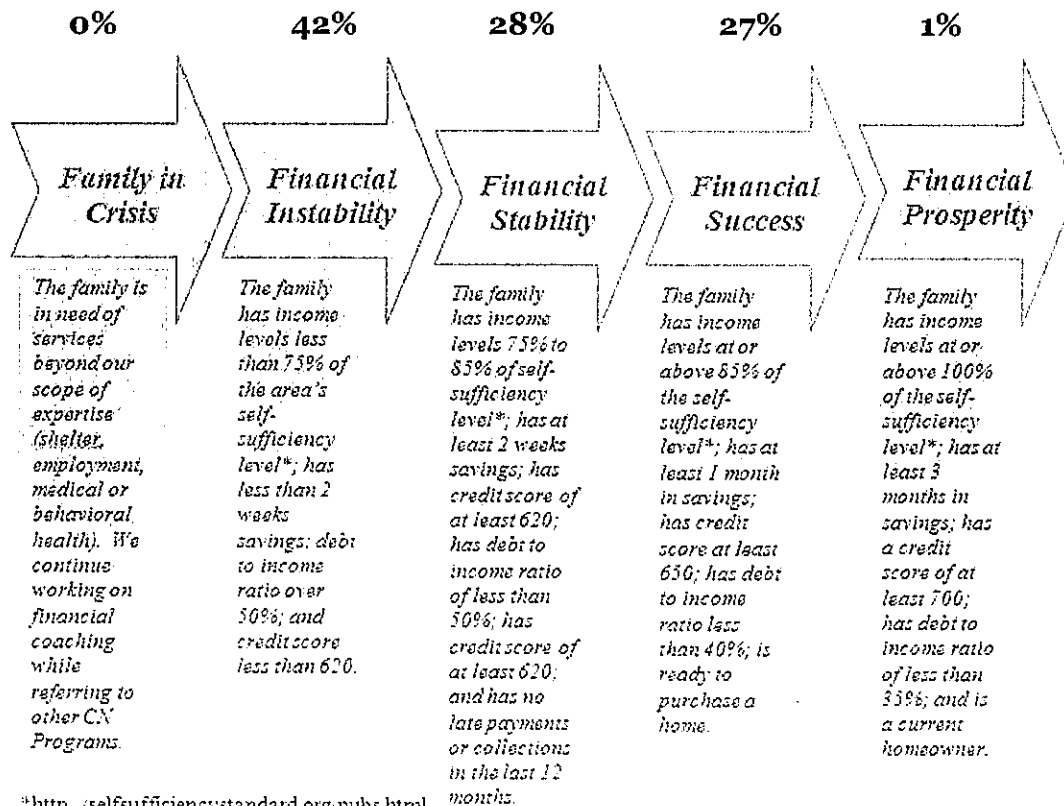 0%
42%
28%
27%
1%
Family in
Crisis
Financial
Instability
Financial
Stability
Financial
Success
Financial
Prosperity
The family is
in need of
services
beyond our
scope of
expertise
(shelter,
employment,
medical or
behavioral
health). We
continue
working on
financial
coaching
while
referring to
other CN
Programs.
The family
has income
levels less
than 75% of
the area's
self-
sufficiency
level*; has
less than 2
weeks
savings; debt
to income
ratio over
50%; and
credit score
less than 620.
The family
has income
levels 75% to
85% of self-
sufficiency
level*; has at
least 2 weeks
savings; has
credit score of
at least 620;
has debt to
income ratio
of less than
50%; has
credit score of
at least 620;
and has no
late payments
or collections
in the last 12
months.
The family
has income
levels at or
above 85% of
the self-
sufficiency
level*; has at
least 1 month
in savings;
has credit
score at least
650; has debt
to income
ratio less
than 40%; is
ready to
purchase a
home.
The family
has income
levels at or
above 100%
of the self-
sufficiency
level*; has at
least 3
months in
savings; has
a credit
score of at
least 700;
has debt to
income ratio
of less than
35%; and is
a current
homeowner.